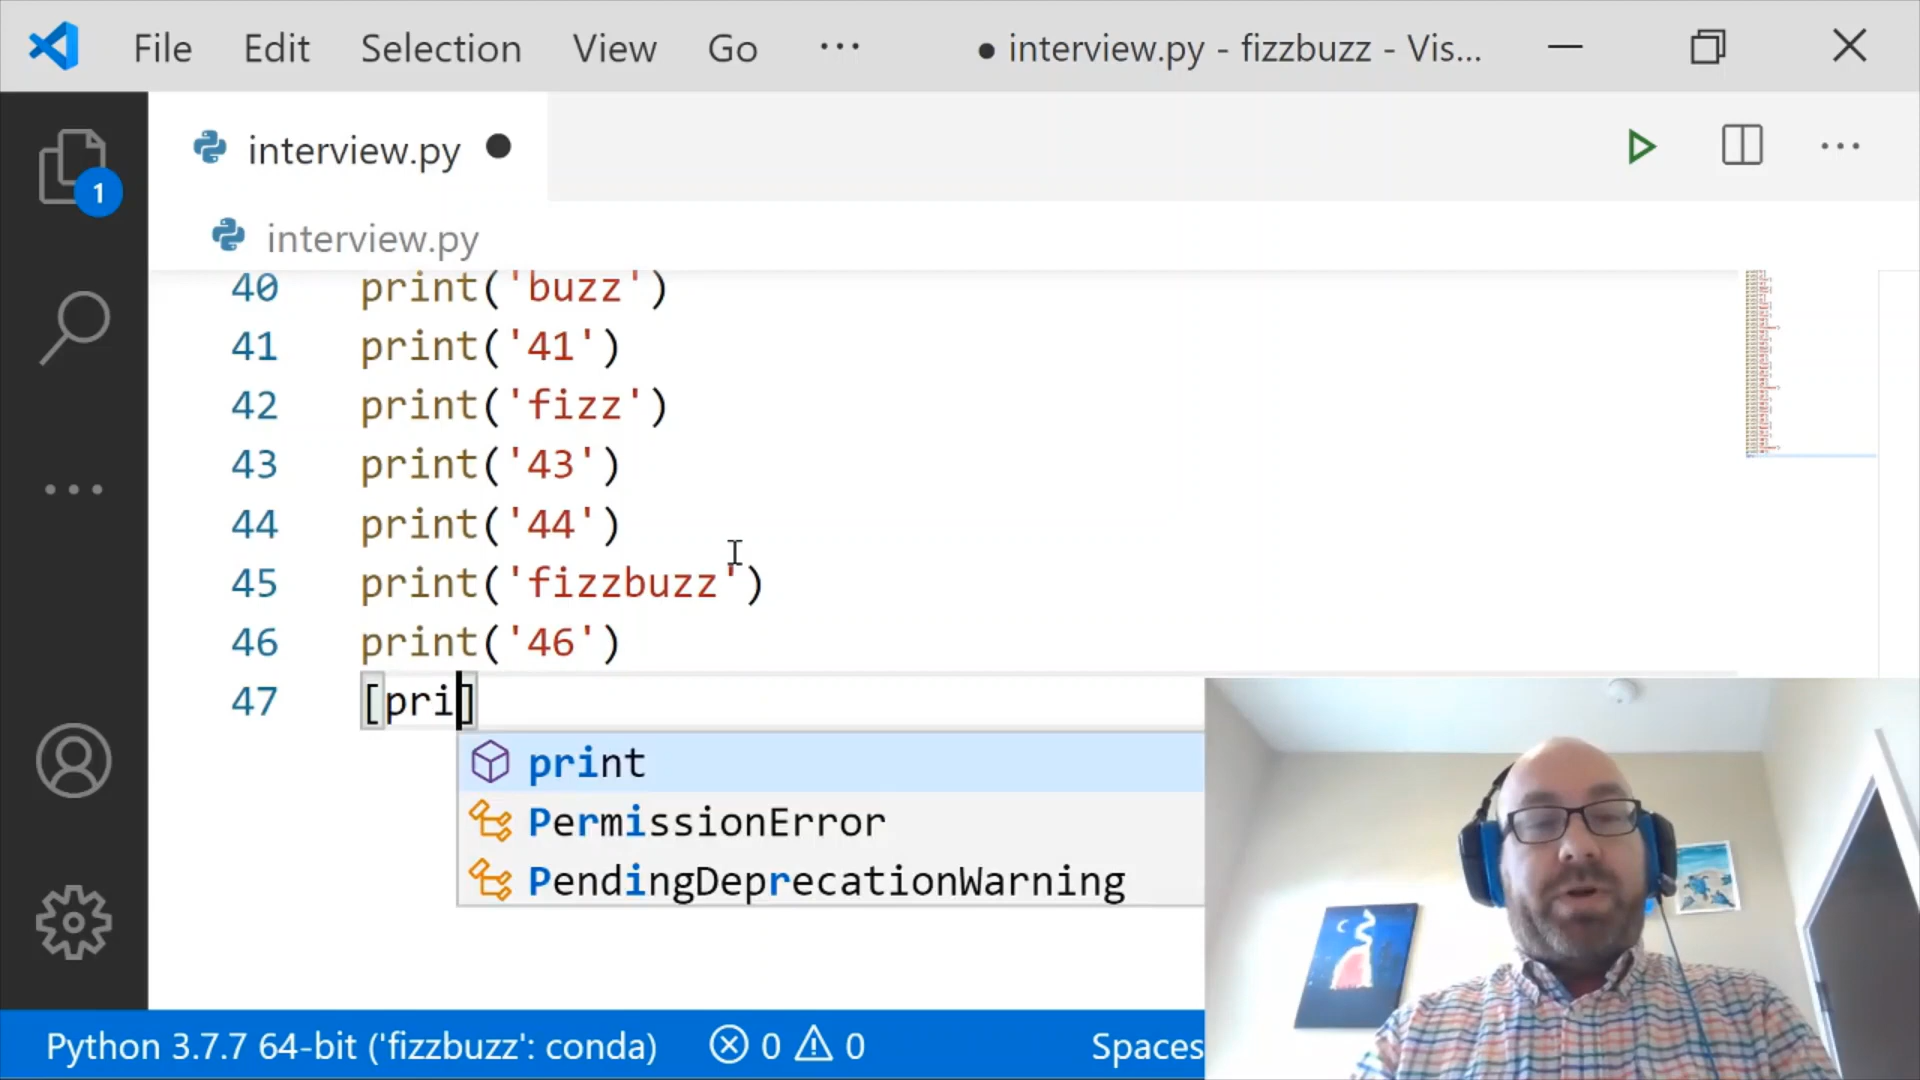 File Edit Selection View Go ··· ● interview.py - fizzbuzz - Vis...
interview.py ●
1
interview.py
40 print('buzz')
41 print('41')
42 print('fizz')
43 print('43')
44 print('44')
45 print('fizzbuzz')
46 print('46')
47 [pri]
print
PermissionError
PendingDeprecationWarning
Python 3.7.7 64-bit ('fizzbuzz': conda) 0 0 Spaces